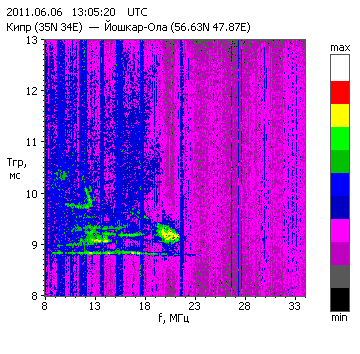 2011.06.06 13:05:20 UTC
Кипр (35N 34E) — Йошкар-Ола (56.63N 47.87E)
max
13
12
11
Tгр,
мс
10
9
8
8 13 18 23 28 33
f, МГц
min